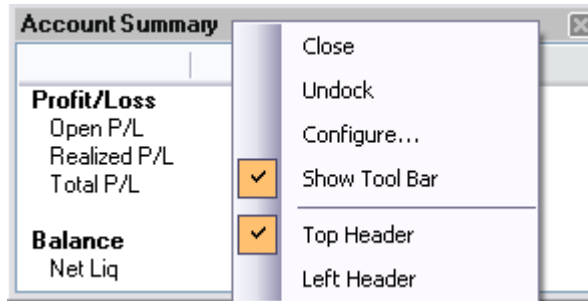 Account Summary
Close
Undock
Configure...
Show Tool Bar
Top Header
Left Header
Profit/Loss
Open P/L
Realized P/L
Total P/L
Balance
Net Liq